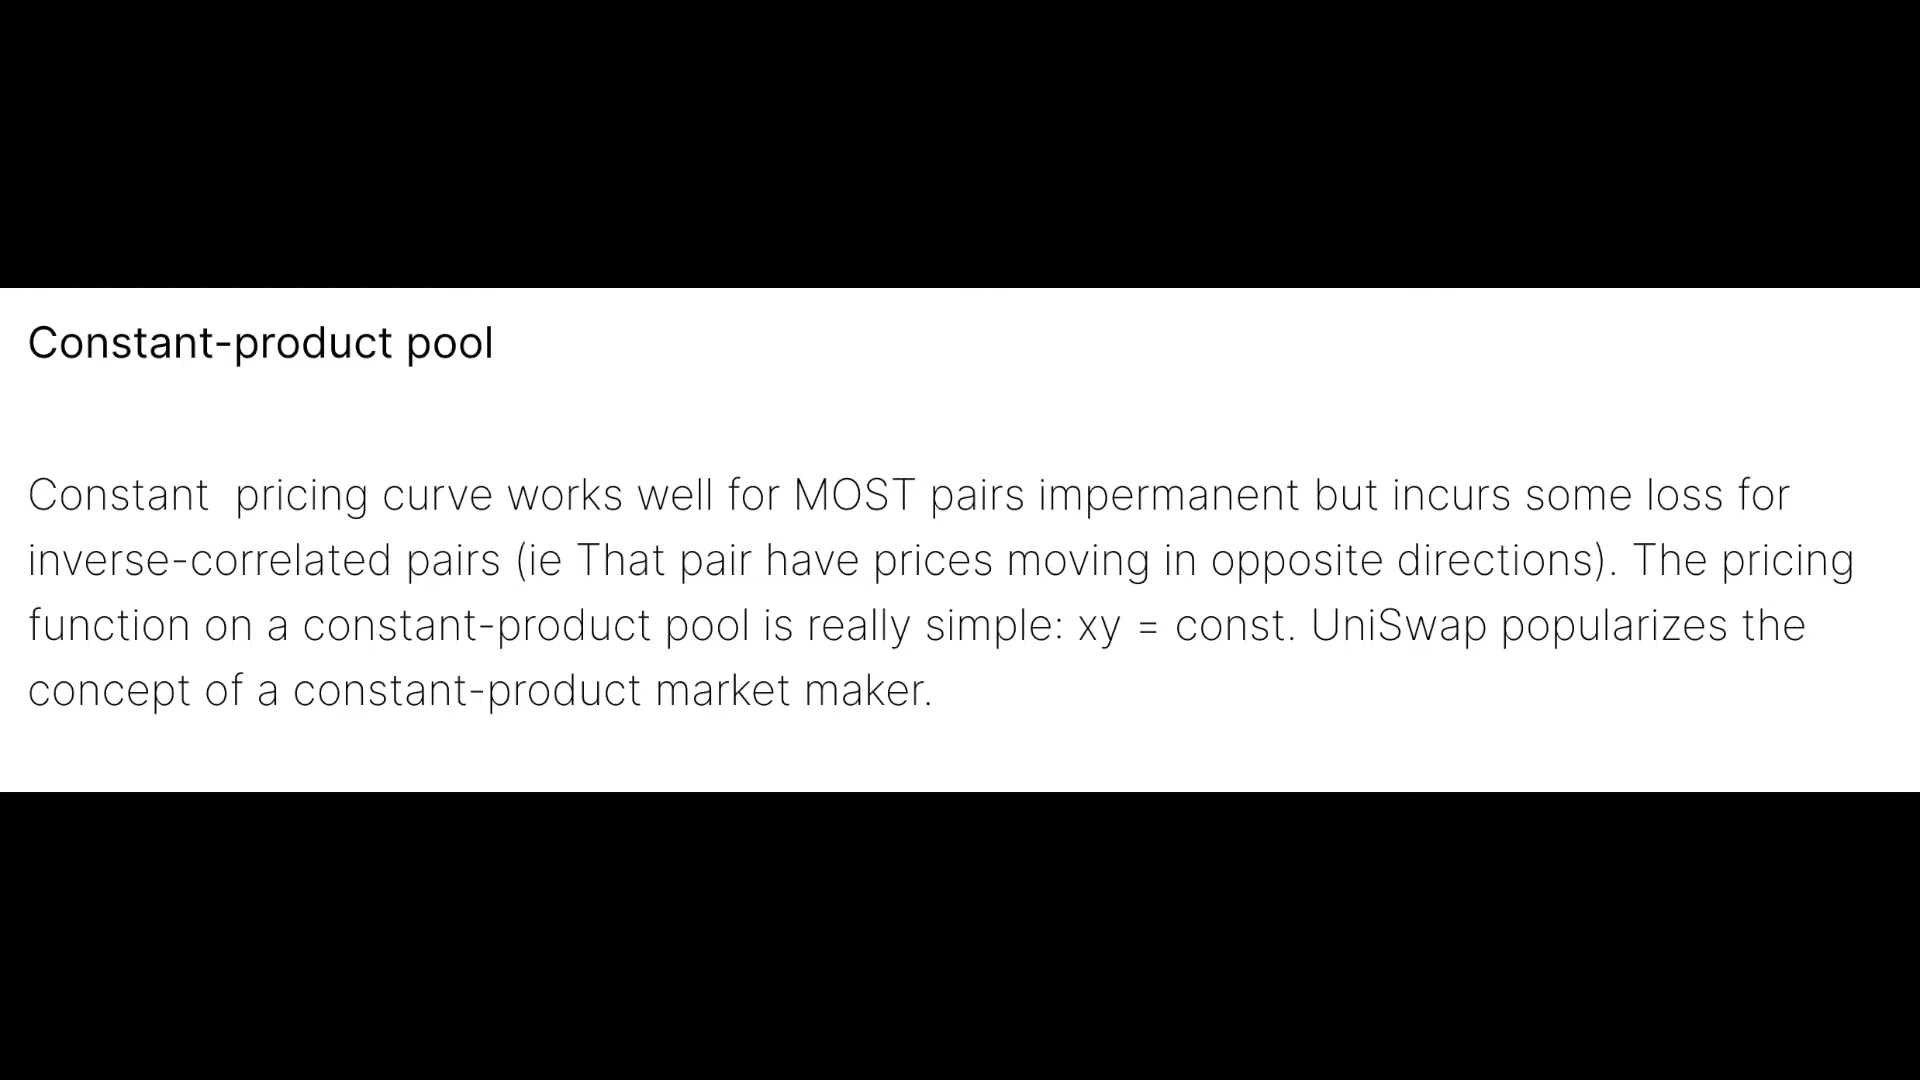 Constant-product pool
Constant  pricing curve works well for MOST pairs impermanent but incurs some loss for
inverse-correlated pairs (ie That pair have prices moving in opposite directions). The pricing
function on a constant-product pool is really simple: xy = const. UniSwap popularizes the
concept of a constant-product market maker.